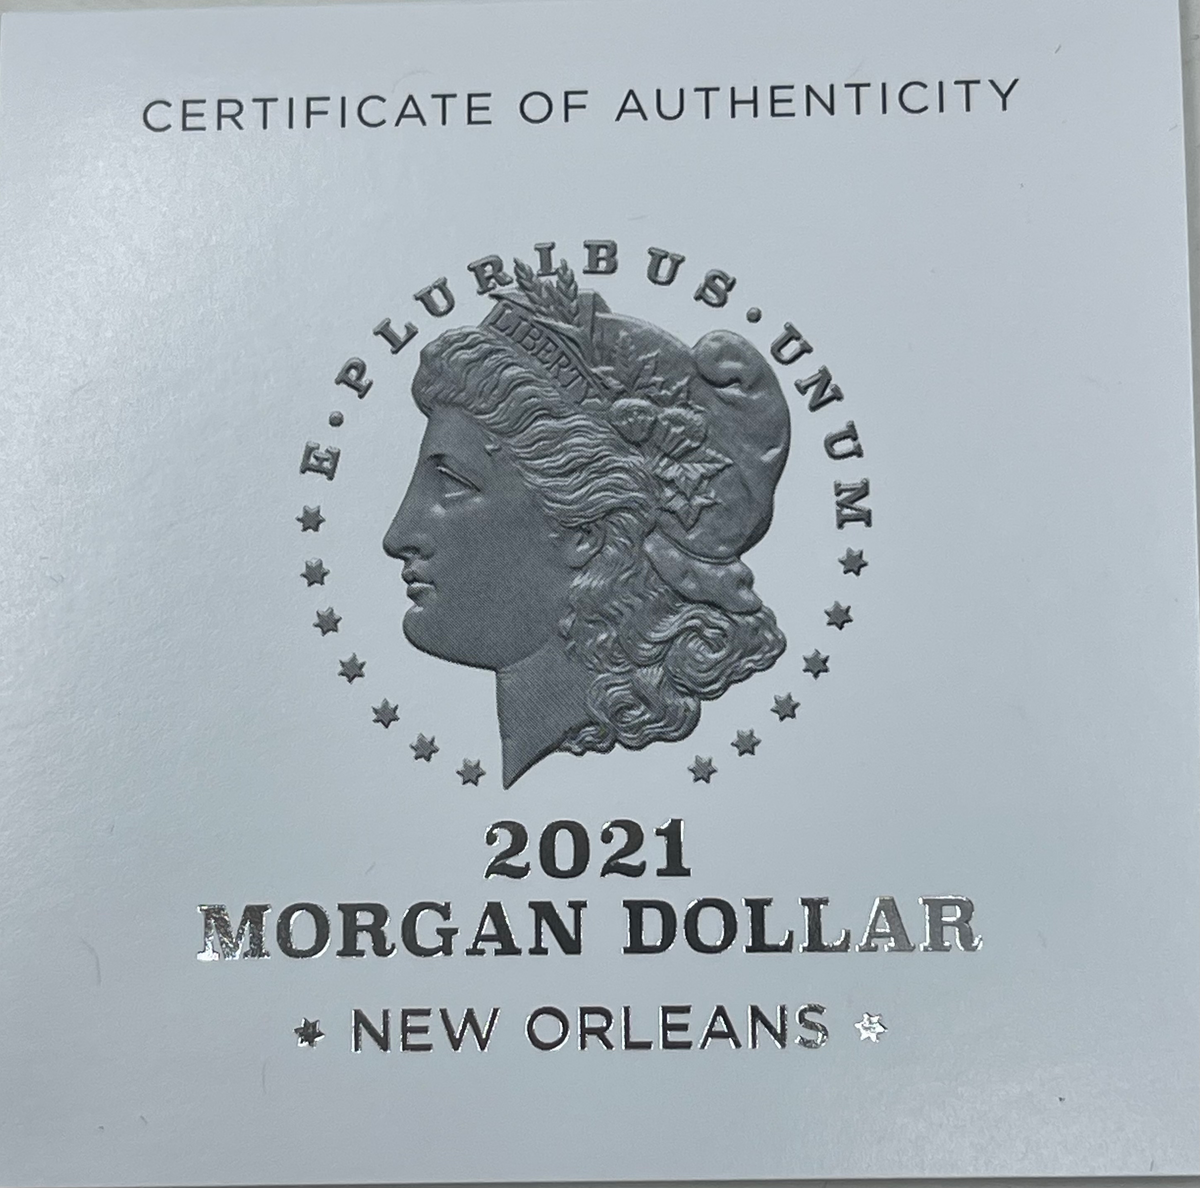 CERTIFICATE OF AUTHENTICITY
E·PLURIBUS·UNUM
LIBERTY
2021
MORGAN DOLLAR
NEW ORLEANS